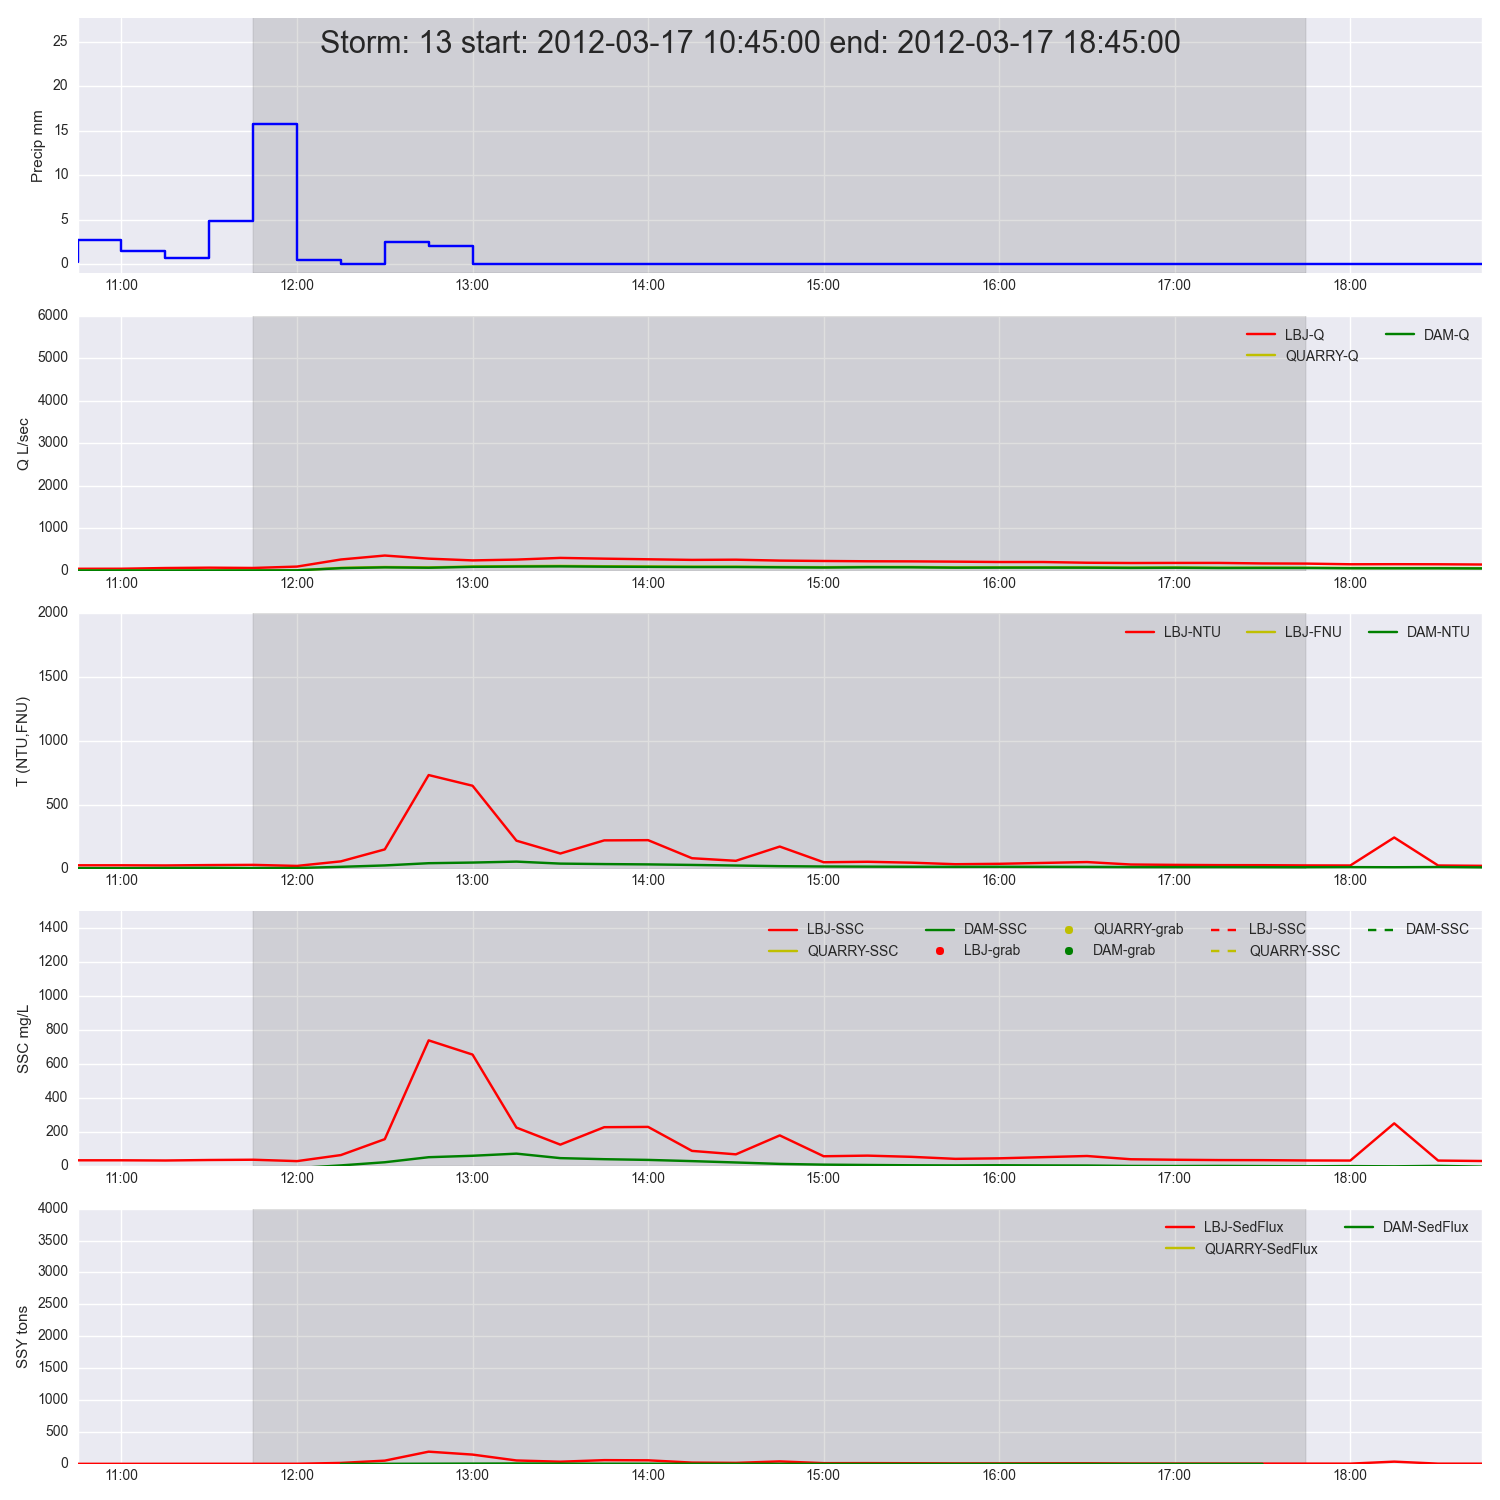 Storm: 13 start: 2012-03-17 10:45:00 end: 2012-03-17 18:45:00
Precip mm
25
20
15
10
5
0
11:00 12:00 13:00 14:00 15:00 16:00 17:00 18:00
Q L/sec
6000
5000
4000
3000
2000
1000
0
LBJ-Q DAM-Q
QUARRY-Q
11:00 12:00 13:00 14:00 15:00 16:00 17:00 18:00
T (NTU,FNU)
2000
1500
1000
500
0
LBJ-NTU LBJ-FNU DAM-NTU
11:00 12:00 13:00 14:00 15:00 16:00 17:00 18:00
SSC mg/L
1400
1200
1000
800
600
400
200
0
LBJ-SSC DAM-SSC QUARRY-grab LBJ-SSC DAM-SSC
QUARRY-SSC LBJ-grab DAM-grab QUARRY-SSC
11:00 12:00 13:00 14:00 15:00 16:00 17:00 18:00
SSY tons
4000
3500
3000
2500
2000
1500
1000
500
0
LBJ-SedFlux DAM-SedFlux
QUARRY-SedFlux
11:00 12:00 13:00 14:00 15:00 16:00 17:00 18:00